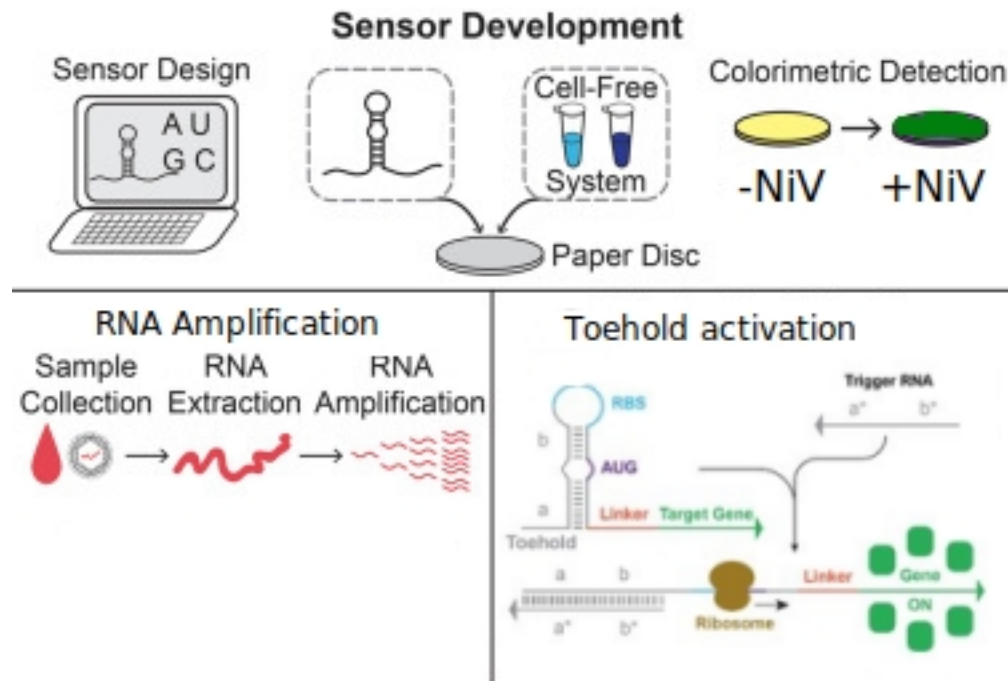 Sensor Development
Sensor Design
A U
G C
Cell-Free
System
Paper Disc
Colorimetric Detection
-NiV
+NiV
RNA Amplification
Sample
Collection
RNA
Extraction
RNA
Amplification
Toehold activation
RBS
b
AUG
a
Linker
Target Gene
Toehold
Trigger RNA
a*
b*
a
b
a*
b*
Ribosome
Linker
Gene
ON